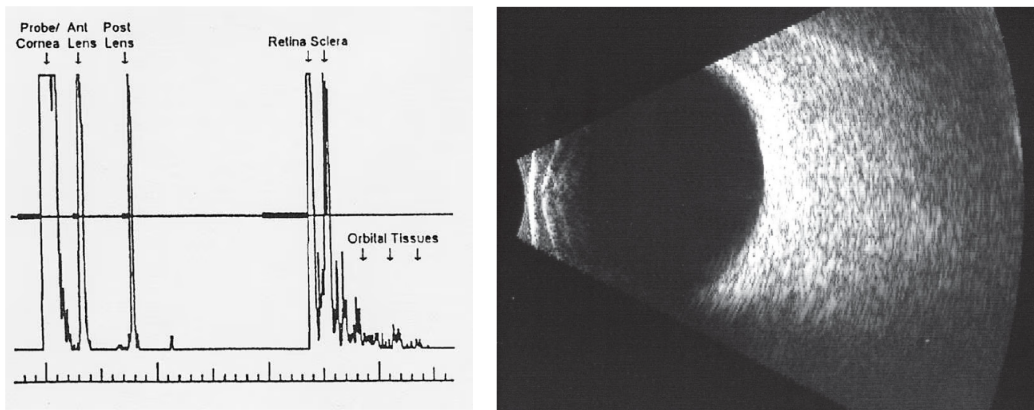 Probe/ Ant Post
Cornea Lens Lens
Retina Sclera
Orbital Tissues